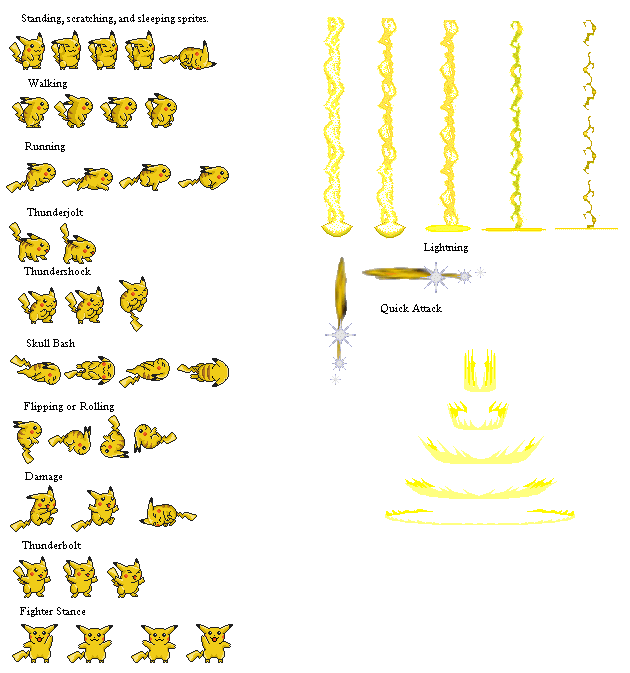 Standing, scratching, and sleeping sprites.
Walking
Running
Thunderjolt
Thundershock
Skull Bash
Flipping or Rolling
Damage
Thunderbolt
Fighter Stance
Lightning
Quick Attack